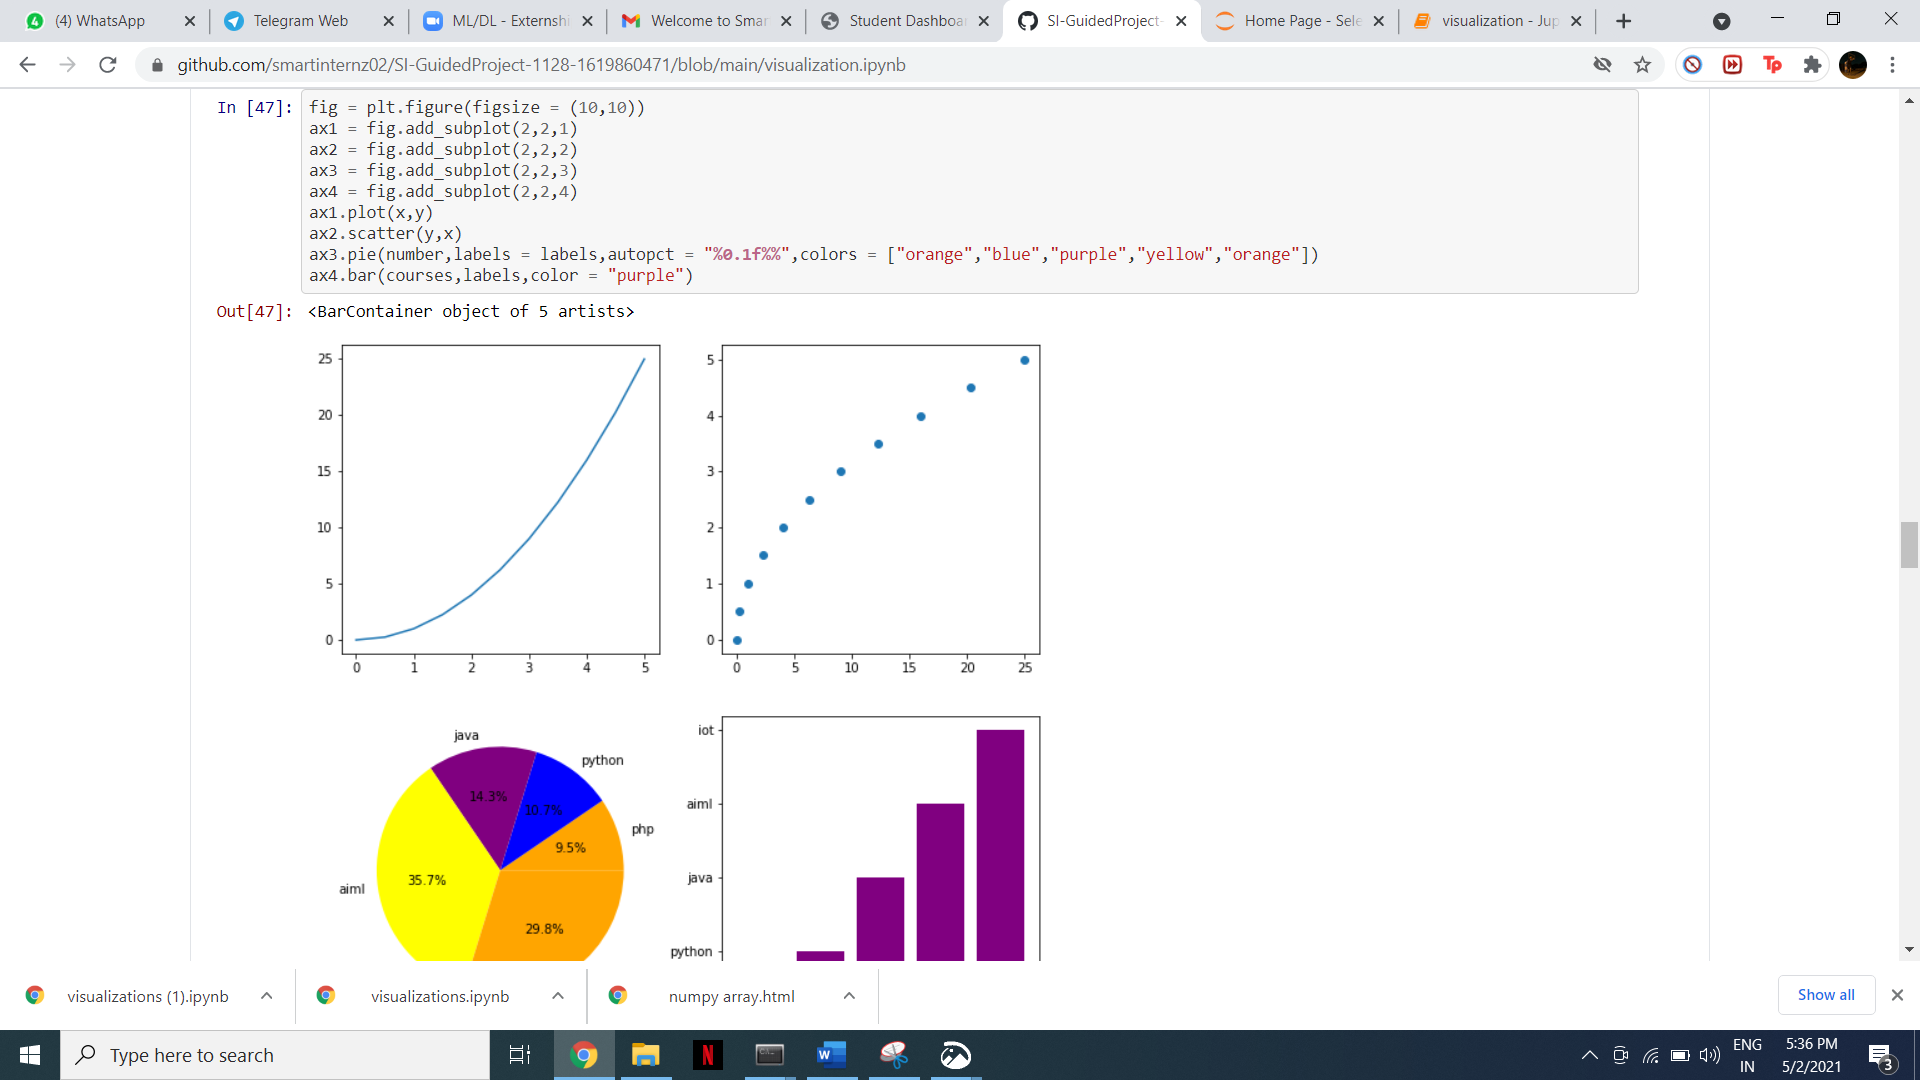 (4) WhatsApp
Telegram Web
ML/DL - Externshi
Welcome to Smar
Student Dashboar
SI-GuidedProject-
Home Page - Sele
visualization - Jup
github.com/smartinternz02/SI-GuidedProject-1128-1619860471/blob/main/visualization.ipynb
Tp
In [47]:
fig = plt.figure(figsize = (10,10))
ax1 = fig.add_subplot(2,2,1)
ax2 = fig.add_subplot(2,2,2)
ax3 = fig.add_subplot(2,2,3)
ax4 = fig.add_subplot(2,2,4)
ax1.plot(x,y)
ax2.scatter(y,x)
ax3.pie(number,labels = labels,autopct = "%0.1f%%",colors = ["orange","blue","purple","yellow","orange"])
ax4.bar(courses,labels,color = "purple")
Out[47]: <BarContainer object of 5 artists>
25
20
15
10
5
0
0 1 2 3 4 5
5
4
3
2
1
0
0 5 10 15 20 25
java
python
php
aiml
14.3%
10.7%
9.5%
35.7%
29.8%
iot
aiml
java
python
visualizations (1).ipynb
visualizations.ipynb
numpy array.html
Show all
Type here to search
N
W
ENG
IN
5:36 PM
5/2/2021
3